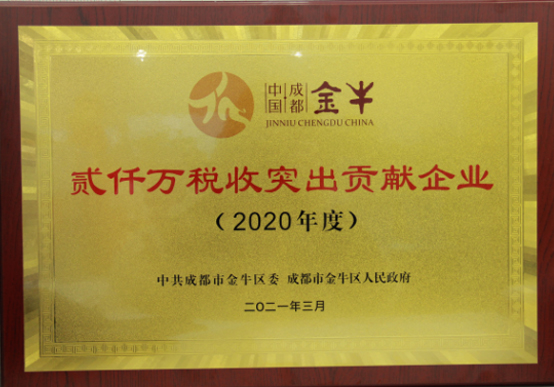 中国·成都 金牛
JINNIU CHENGDU CHINA
贰仟万税收突出贡献企业
（2020年度）
中共成都市金牛区委 成都市金牛区人民政府
二〇二一年三月